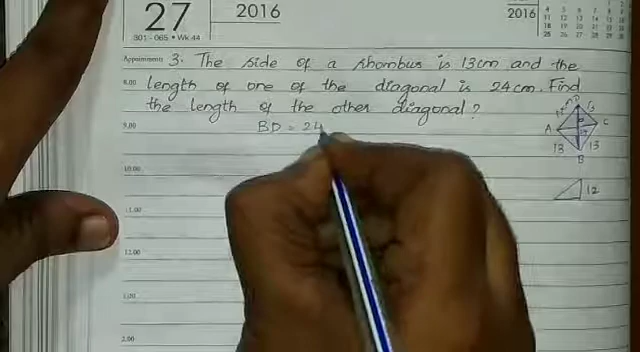 27
301 - 065 • Wk 44
2016
2016
Appointments 3. The side of a rhombus is 13cm and the
8.00 length of one of the diagonal is 24cm. Find
the length of the other diagonal?
9.00 BD = 24
A
C
B
13
13
10.00
12
11.00
12.00
1.00
2.00